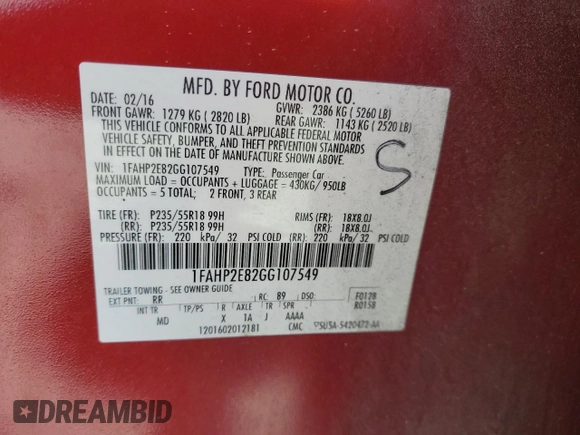 MFD. BY FORD MOTOR CO.
DATE: 02/16 GVWR: 2386 KG ( 5260 LB)
FRONT GAWR: 1279 KG ( 2820 LB) REAR GAWR: 1143 KG ( 2520 LB)
THIS VEHICLE CONFORMS TO ALL APPLICABLE FEDERAL MOTOR
VEHICLE SAFETY, BUMPER, AND THEFT PREVENTION STANDARDS
IN EFFECT ON THE DATE OF MANUFACTURE SHOWN ABOVE.
VIN: 1FAHP2E82GG107549 TYPE: Passenger Car
MAXIMUM LOAD = OCCUPANTS + LUGGAGE = 430KG/ 950LB
OCCUPANTS = 5 TOTAL; 2 FRONT, 3 REAR
TIRE (FR): P235/55R18 99H RIMS (FR): 18X8.0J
(RR): P235/55R18 99H (RR): 18X8.0J
PRESSURE (FR): 220 kPa/ 32 PSI COLD (RR): 220 kPa/ 32 PSI COLD
1FAHP2E82GG107549
TRAILER TOWING - SEE OWNER GUIDE
EXT PNT: RR RC: 89 DSO: F0128
R0158
INT TR TP/PS R AXLE TR SPR
MD X 1A J AAAA
1201602012181 CMC
S
DREAMBID